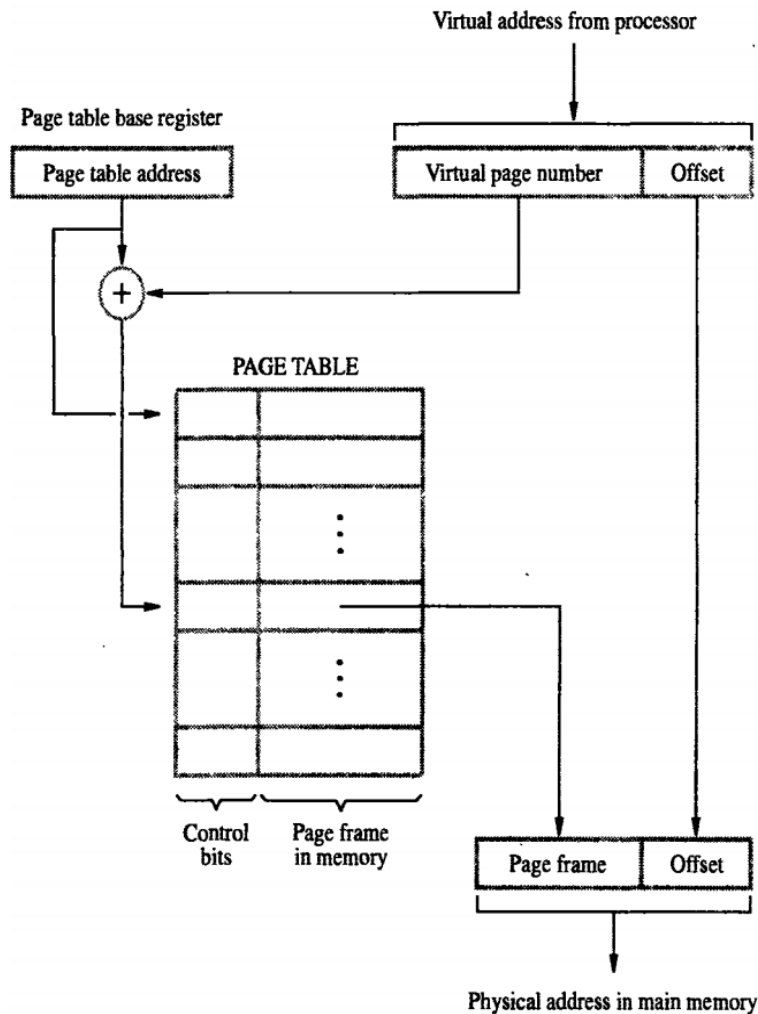 Virtual address from processor
Page table base register
Page table address
Virtual page number
Offset
+
PAGE TABLE
Control
bits
Page frame
in memory
Page frame
Offset
Physical address in main memory